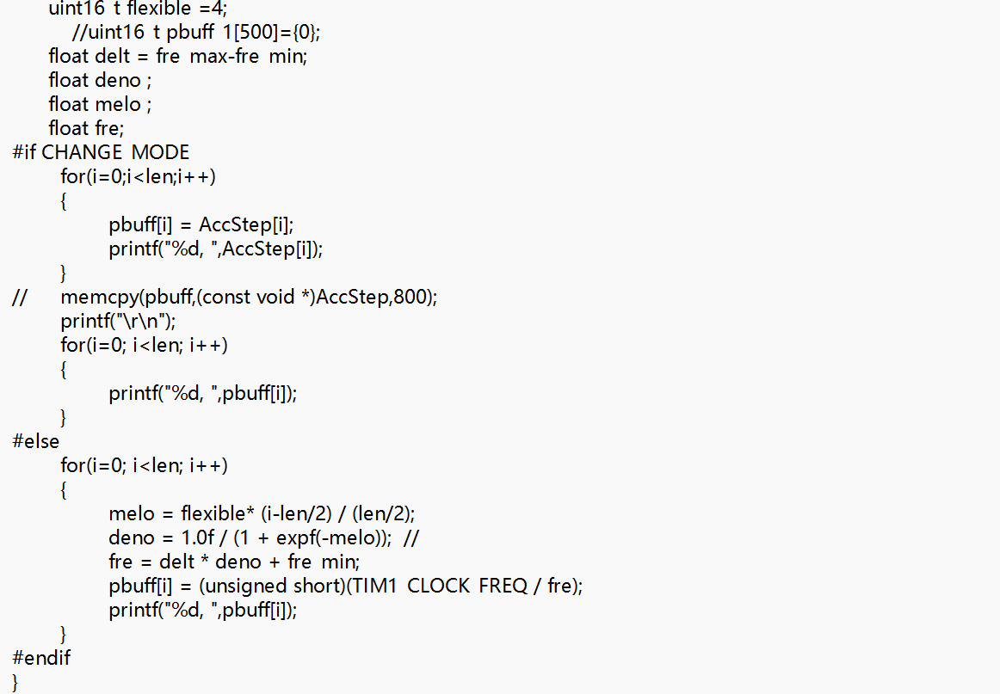 uint16 t flexible =4;
//uint16 t pbuff 1[500]={0};
float delt = fre max-fre min;
float deno ;
float melo ;
float fre;
#if CHANGE MODE
for(i=0;i<len;i++)
{
pbuff[i] = AccStep[i];
printf("%d, ",AccStep[i]);
}
// memcpy(pbuff,(const void *)AccStep,800);
printf("\r\n");
for(i=0; i<len; i++)
{
printf("%d, ",pbuff[i]);
}
#else
for(i=0; i<len; i++)
{
melo = flexible* (i-len/2) / (len/2);
deno = 1.0f / (1 + expf(-melo)); //
fre = delt * deno + fre min;
pbuff[i] = (unsigned short)(TIM1 CLOCK FREQ / fre);
printf("%d, ",pbuff[i]);
}
#endif
}